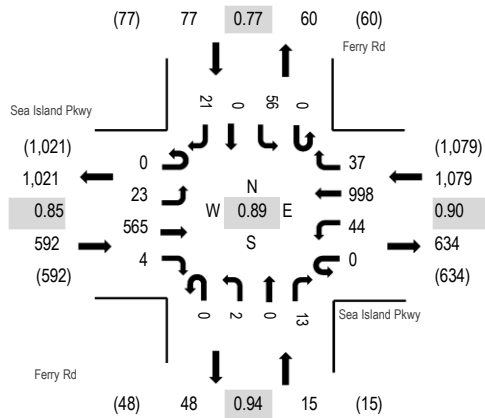 (77) 77 0.77 60 (60)
Ferry Rd
21 0 56 0
Sea Island Pkwy
(1,021) (1,079)
0 37
1,021 1,079
23 N 998
0.85 W 0.89 E 0.90
565 S 44
592 634
4 0
(592) (634)
0 2 0 13
Sea Island Pkwy
Ferry Rd
(48) 48 0.94 15 (15)